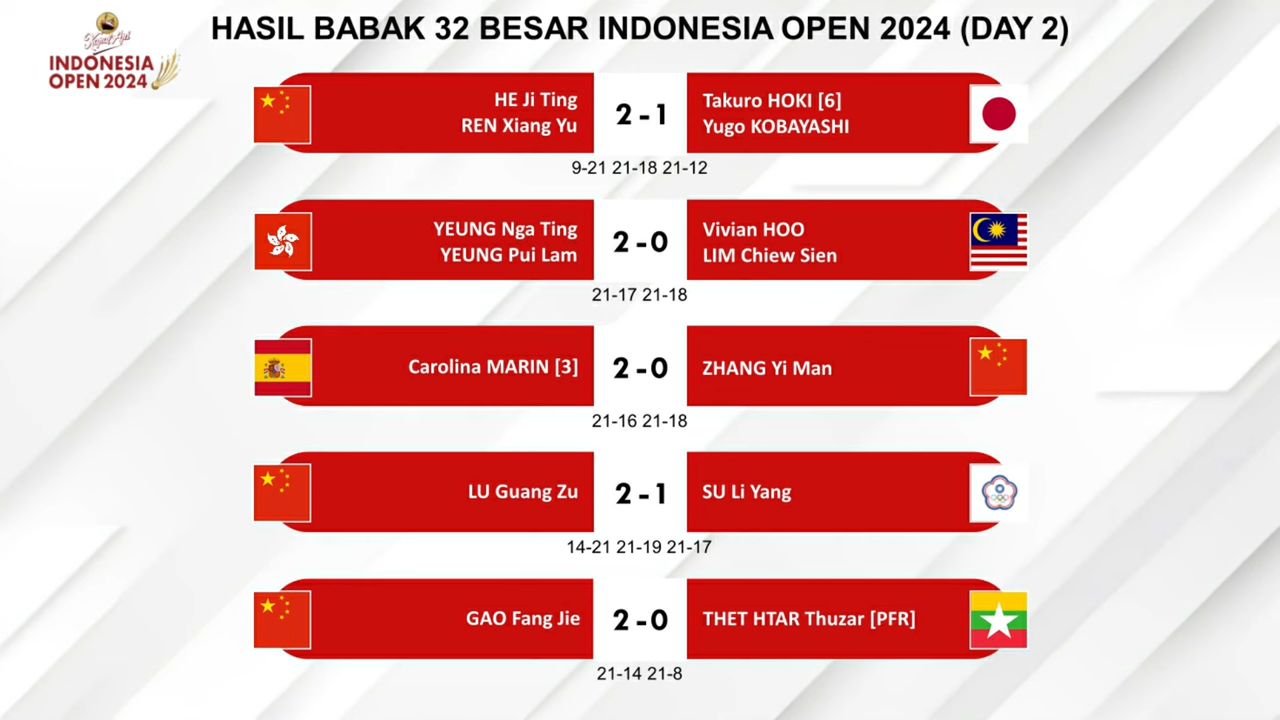 HASIL BABAK 32 BESAR INDONESIA OPEN 2024 (DAY 2)
INDONESIA
OPEN 2024
HE Ji Ting
REN Xiang Yu
2-1
Takuro HOKI [6]
Yugo KOBAYASHI
9-21 21-18 21-12
YEUNG Nga Ting
YEUNG Pui Lam
2-0
Vivian HOO
LIM Chiew Sien
21-17 21-18
Carolina MARIN [3]
2-0
ZHANG Yi Man
21-16 21-18
LU Guang Zu
2-1
SU Li Yang
14-21 21-19 21-17
GAO Fang Jie
2-0
THET HTAR Thuzar [PFR]
21-14 21-8